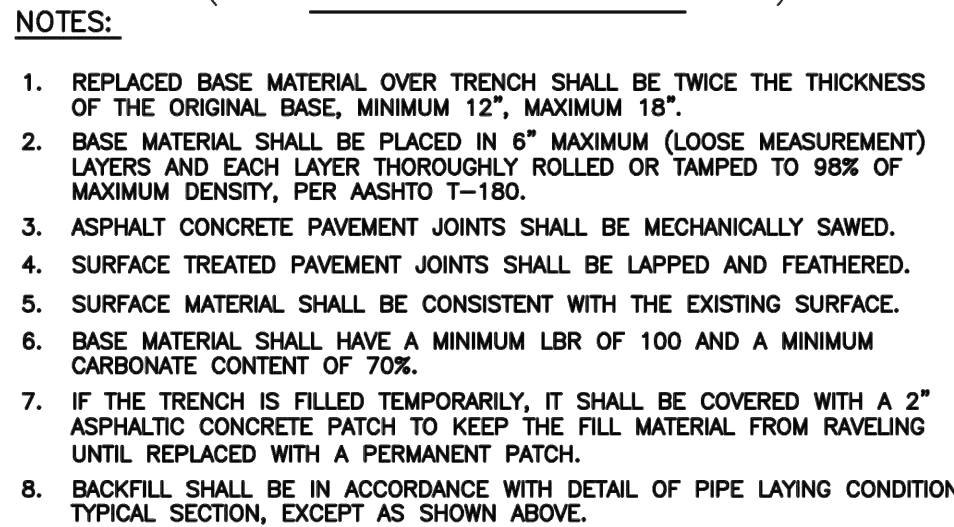 NOTES:
1. REPLACED BASE MATERIAL OVER TRENCH SHALL BE TWICE THE THICKNESS
OF THE ORIGINAL BASE, MINIMUM 12", MAXIMUM 18".
2. BASE MATERIAL SHALL BE PLACED IN 6" MAXIMUM (LOOSE MEASUREMENT)
LAYERS AND EACH LAYER THOROUGHLY ROLLED OR TAMPED TO 98% OF
MAXIMUM DENSITY, PER AASHTO T-180.
3. ASPHALT CONCRETE PAVEMENT JOINTS SHALL BE MECHANICALLY SAWED.
4. SURFACE TREATED PAVEMENT JOINTS SHALL BE LAPPED AND FEATHERED.
5. SURFACE MATERIAL SHALL BE CONSISTENT WITH THE EXISTING SURFACE.
6. BASE MATERIAL SHALL HAVE A MINIMUM LBR OF 100 AND A MINIMUM
CARBONATE CONTENT OF 70%.
7. IF THE TRENCH IS FILLED TEMPORARILY, IT SHALL BE COVERED WITH A 2"
ASPHALTIC CONCRETE PATCH TO KEEP THE FILL MATERIAL FROM RAVELING
UNTIL REPLACED WITH A PERMANENT PATCH.
8. BACKFILL SHALL BE IN ACCORDANCE WITH DETAIL OF PIPE LAYING CONDITION
TYPICAL SECTION, EXCEPT AS SHOWN ABOVE.